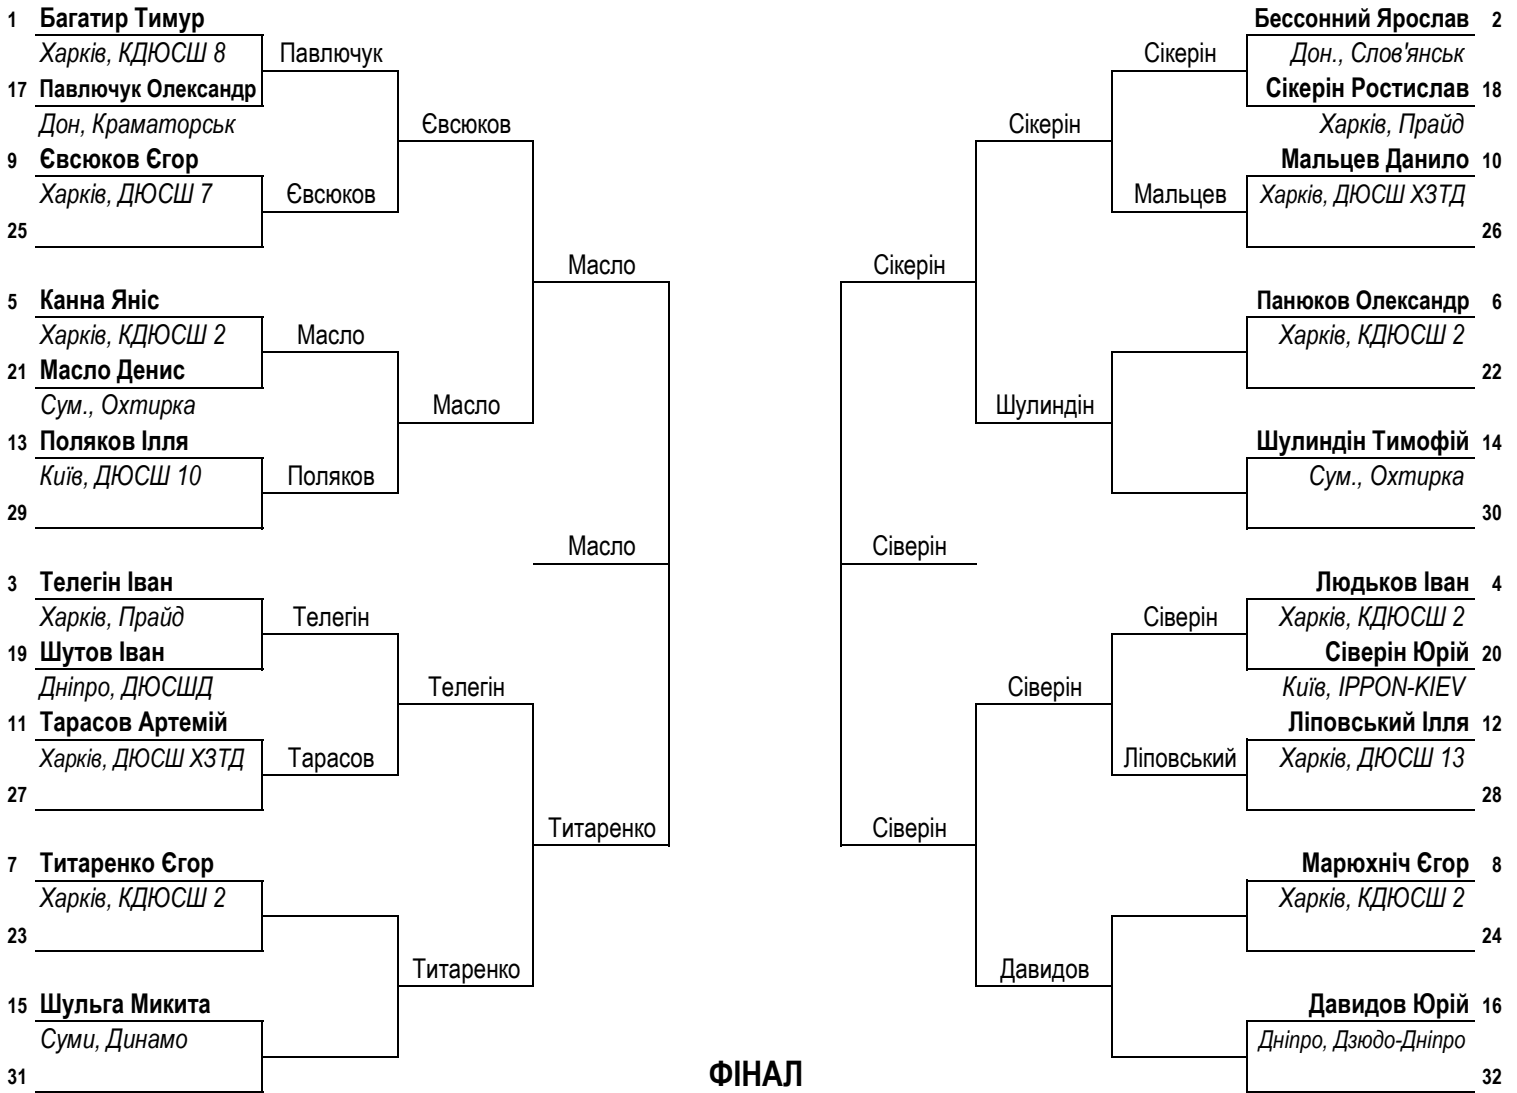 1 Багатир Тимур
Харків, КДЮСШ 8
Павлючук
17 Павлючук Олександр
Дон, Краматорськ
Євсюков
9 Євсюков Єгор
Харків, ДЮСШ 7
Євсюков
25
Масло
5 Канна Яніс
Харків, КДЮСШ 2
Масло
21 Масло Денис
Сум., Охтирка
Масло
13 Поляков Ілля
Київ, ДЮСШ 10
Поляков
29
Масло
3 Телегін Іван
Харків, Прайд
Телегін
19 Шутов Іван
Дніпро, ДЮСШД
Телегін
11 Тарасов Артемій
Харків, ДЮСШ ХЗТД
Тарасов
27
Титаренко
7 Титаренко Єгор
Харків, КДЮСШ 2
23
Титаренко
15 Шульга Микита
Суми, Динамо
31
Бессонний Ярослав 2
Сікерін
Дон., Слов'янськ
Сікерін Ростислав 18
Харків, Прайд
Сікерін
Мальцев Данило 10
Мальцев
Харків, ДЮСШ ХЗТД
26
Сікерін
Панюков Олександр 6
Харків, КДЮСШ 2
22
Шулиндін
Шулиндін Тимофій 14
Сум., Охтирка
30
Сіверін
Людьков Іван 4
Сіверін
Харків, КДЮСШ 2
Сіверін Юрій 20
Київ, IPPON-KIEV
Сіверін
Ліповський Ілля 12
Ліповський
Харків, ДЮСШ 13
28
Сіверін
Марюхніч Єгор 8
Харків, КДЮСШ 2
24
Давидов
Давидов Юрій 16
Дніпро, Дзюдо-Дніпро
32
ФІНАЛ